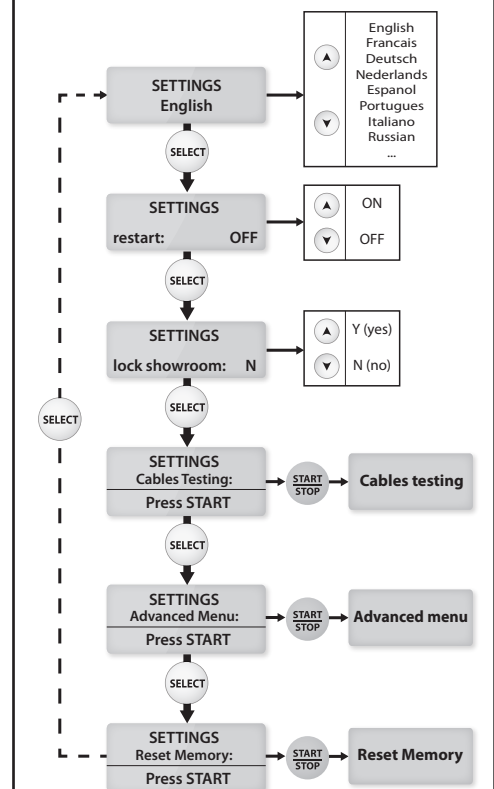 English
Francais
Deutsch
Nederlands
Espanol
Portugues
Italiano
Russian
...
SETTINGS
English
SELECT
SETTINGS
restart: OFF
ON
OFF
SELECT
SETTINGS
lock showroom: N
Y (yes)
N (no)
SELECT
SELECT
SETTINGS
Cables Testing:
Press START
START
STOP
Cables testing
SELECT
SETTINGS
Advanced Menu:
Press START
START
STOP
Advanced menu
SELECT
SETTINGS
Reset Memory:
Press START
START
STOP
Reset Memory